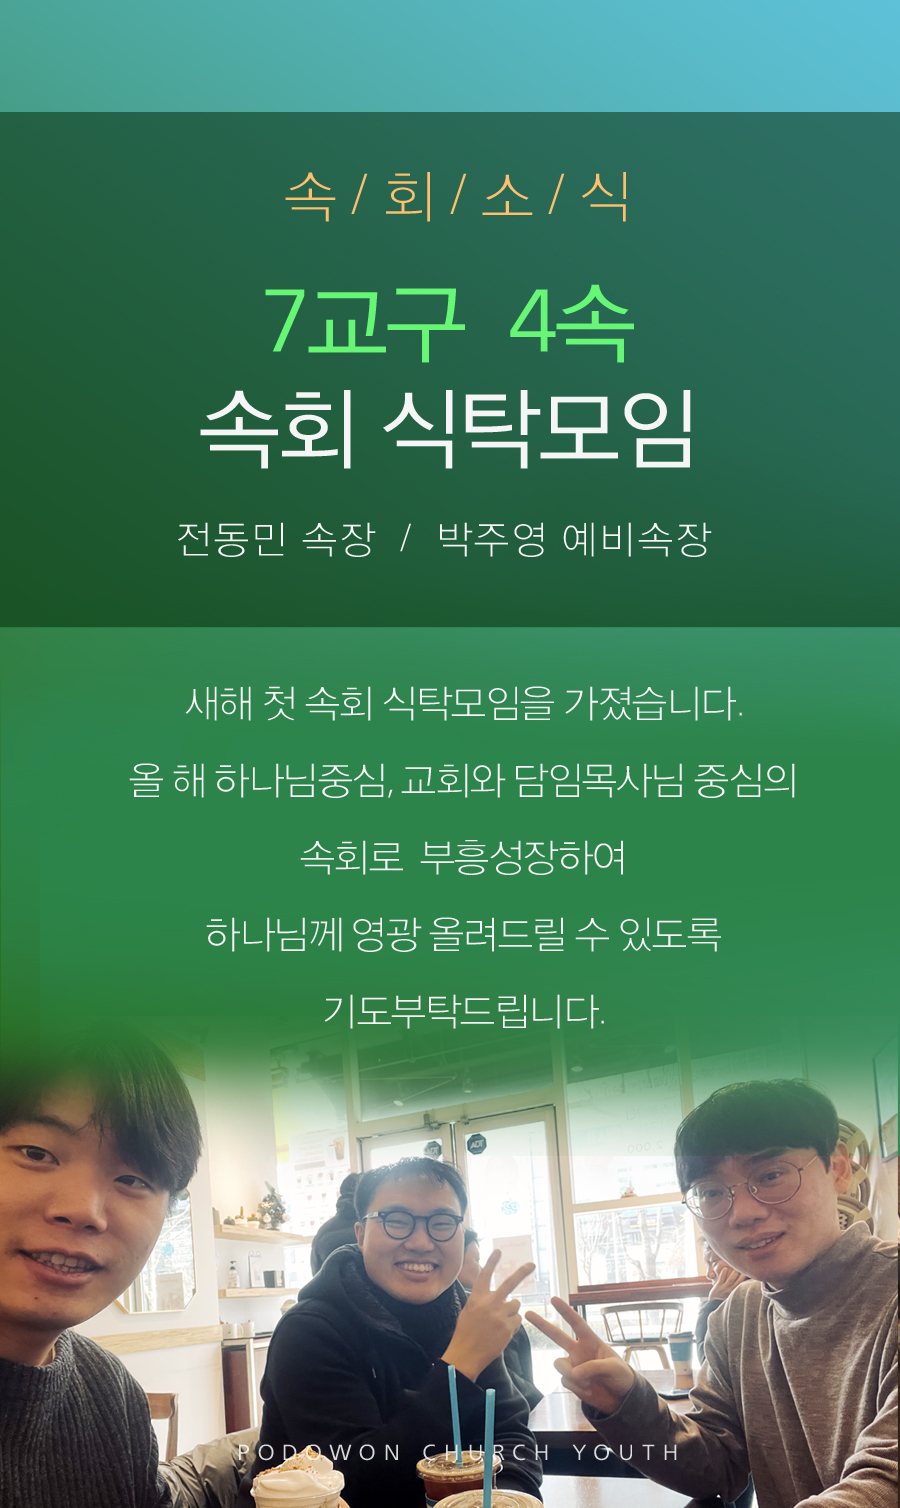 속 / 회 / 소 / 식
7교구 4속
속회 식탁모임
전동민 속장 / 박주영 예비속장
새해 첫 속회 식탁모임을 가졌습니다.
올 해 하나님중심, 교회와 담임목사님 중심의
속회로 부흥성장하여
하나님께 영광 올려드릴 수 있도록
기도부탁드립니다.
PODOWON CHURCH YOUTH